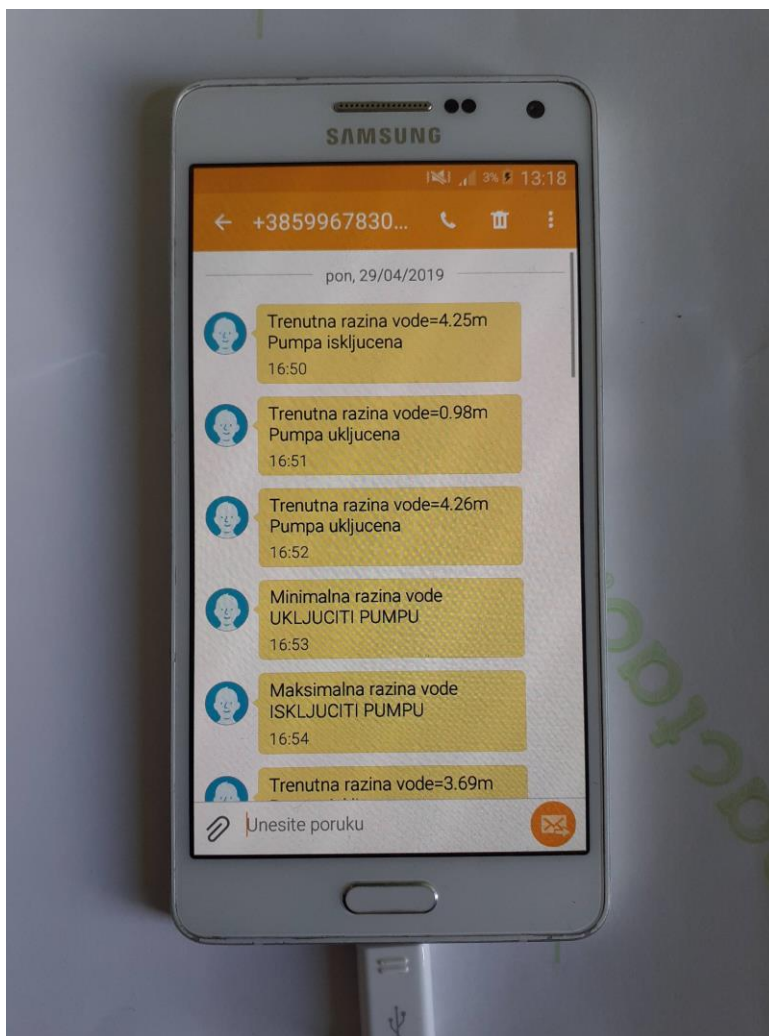 SAMSUNG
3% 13:18
+3859967830...
pon, 29/04/2019
Trenutna razina vode=4.25m
Pumpa iskljucena
16:50
Trenutna razina vode=0.98m
Pumpa ukljucena
16:51
Trenutna razina vode=4.26m
Pumpa ukljucena
16:52
Minimalna razina vode
UKLJUCITI PUMPU
16:53
Maksimalna razina vode
ISKLJUCITI PUMPU
16:54
Trenutna razina vode=3.69m
Unesite poruku